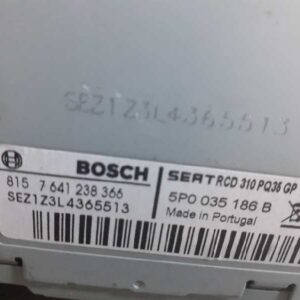 SEZ1Z3L4365513
BOSCH
SEAT RCD 310 PQ35 GP
815 7 641 238 366
5P0 035 186 B
SEZ1Z3L4365513
Made in Portugal